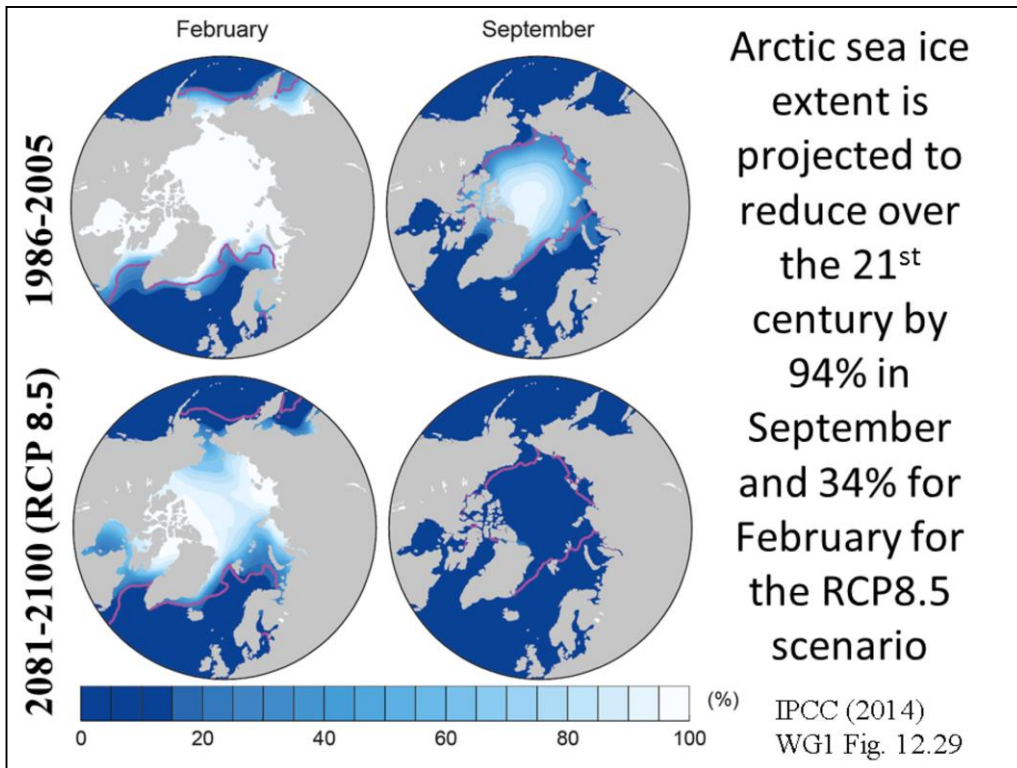 February
September
1986-2005
2081-2100 (RCP 8.5)
0
20
40
60
80
100
(%)
Arctic sea ice
extent is
projected to
reduce over
the 21st
century by
94% in
September
and 34% for
February for
the RCP8.5
scenario
IPCC (2014)
WG1 Fig. 12.29